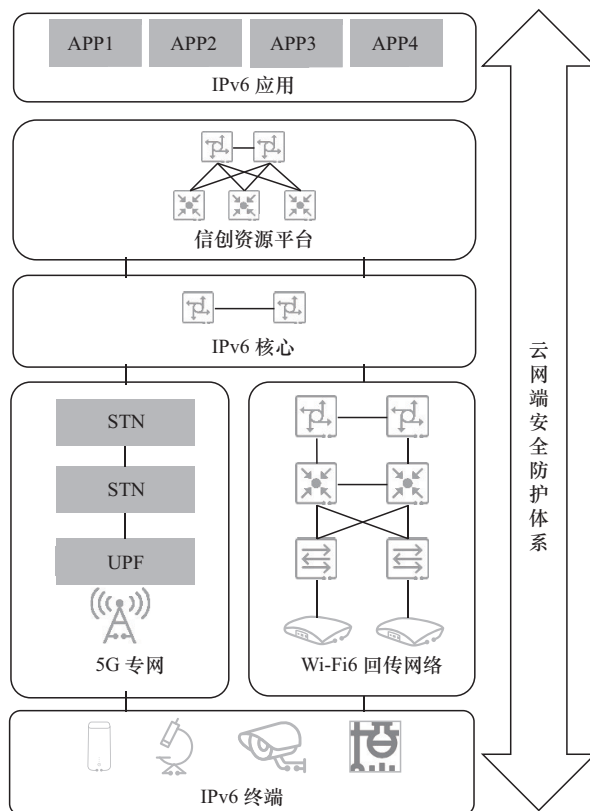 APP1 APP2 APP3 APP4
IPv6 应用
信创资源平台
IPv6 核心
STN
STN
UPF
5G 专网
Wi-Fi6 回传网络
IPv6 终端
云网端安全防护体系